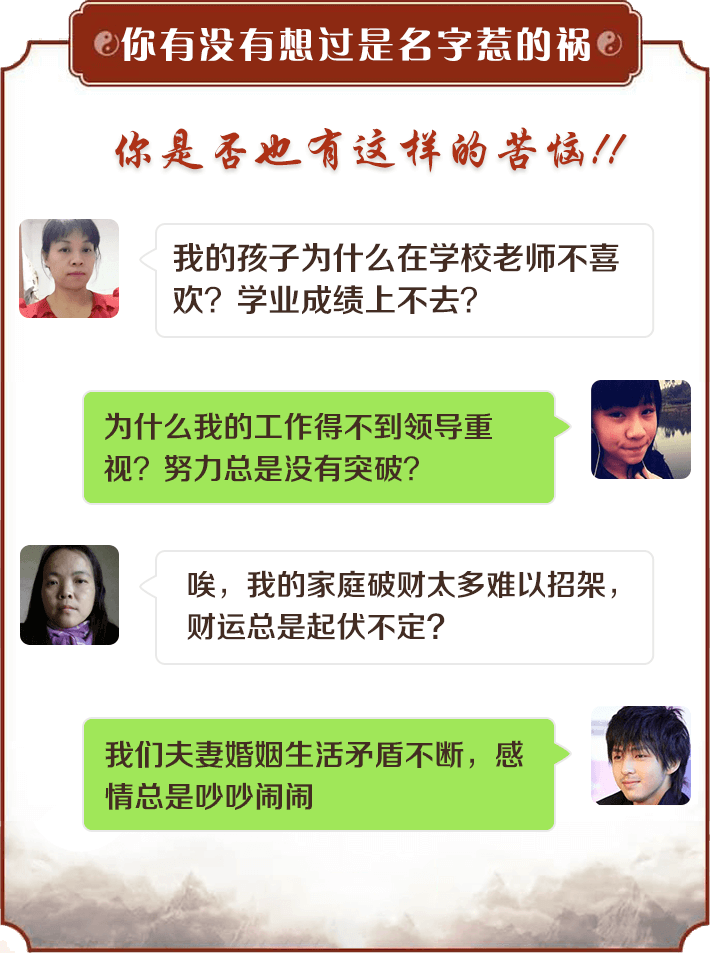 你有没有想过是名字惹的祸
你是否也有这样的苦恼!!
我的孩子为什么在学校老师不喜
欢？学业成绩上不去？
为什么我的工作得不到领导重
视？努力总是没有突破？
唉，我的家庭破财太多难以招架，
财运总是起伏不定？
我们夫妻婚姻生活矛盾不断，感
情总是吵吵闹闹